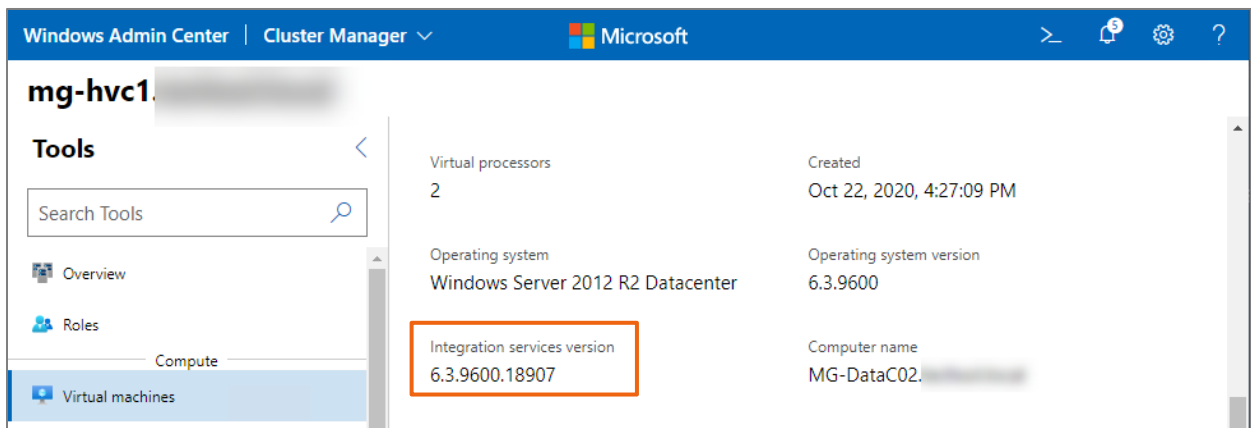 Windows Admin Center | Cluster Manager
Microsoft
5
?
mg-hvc1.
Tools
Search Tools
Overview
Roles
Compute
Virtual machines
Virtual processors
2
Created
Oct 22, 2020, 4:27:09 PM
Operating system
Windows Server 2012 R2 Datacenter
Operating system version
6.3.9600
Integration services version
6.3.9600.18907
Computer name
MG-DataC02.